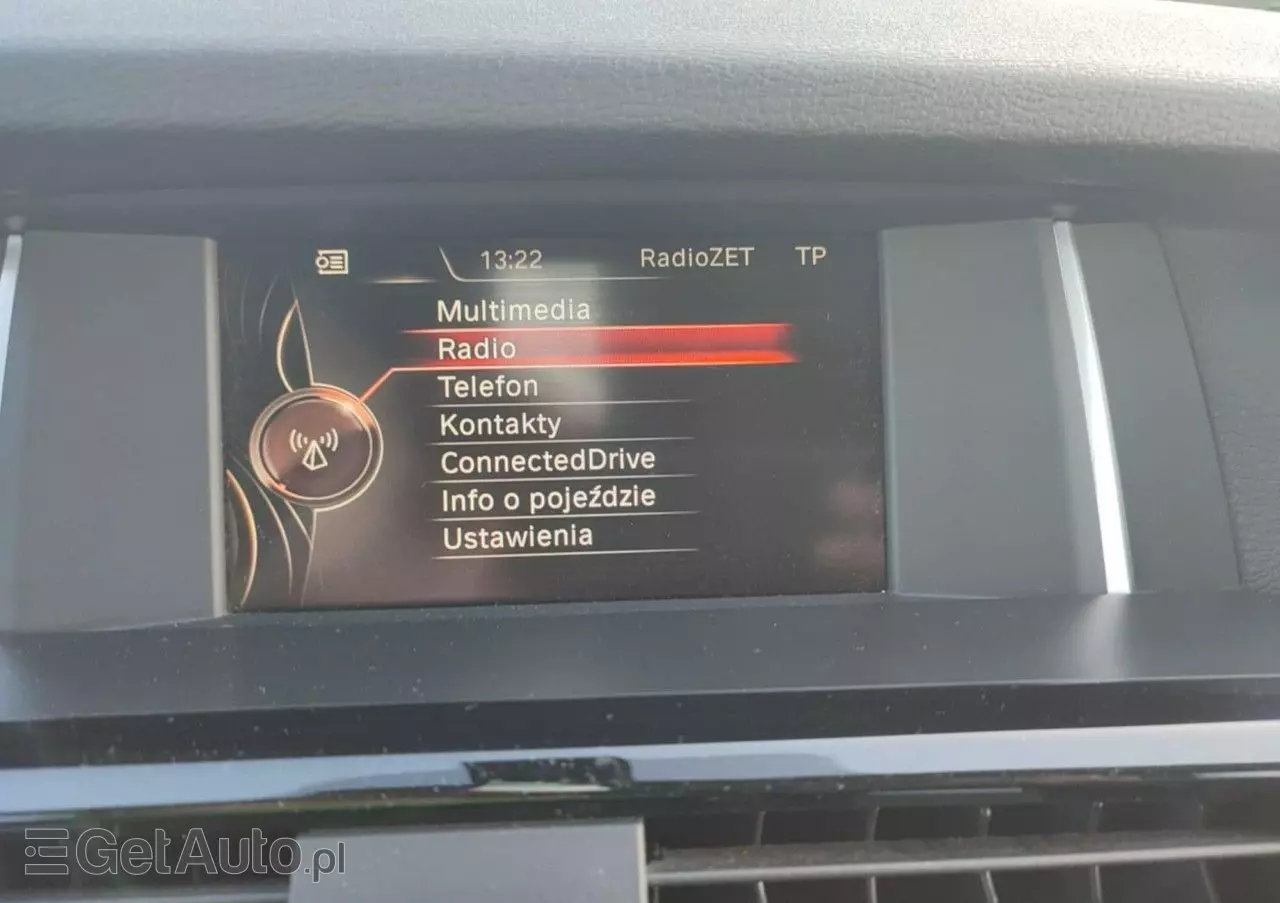 13:22 RadioZET TP
Multimedia
Radio
Telefon
Kontakty
ConnectedDrive
Info o pojeździe
Ustawienia
GetAuto.pl